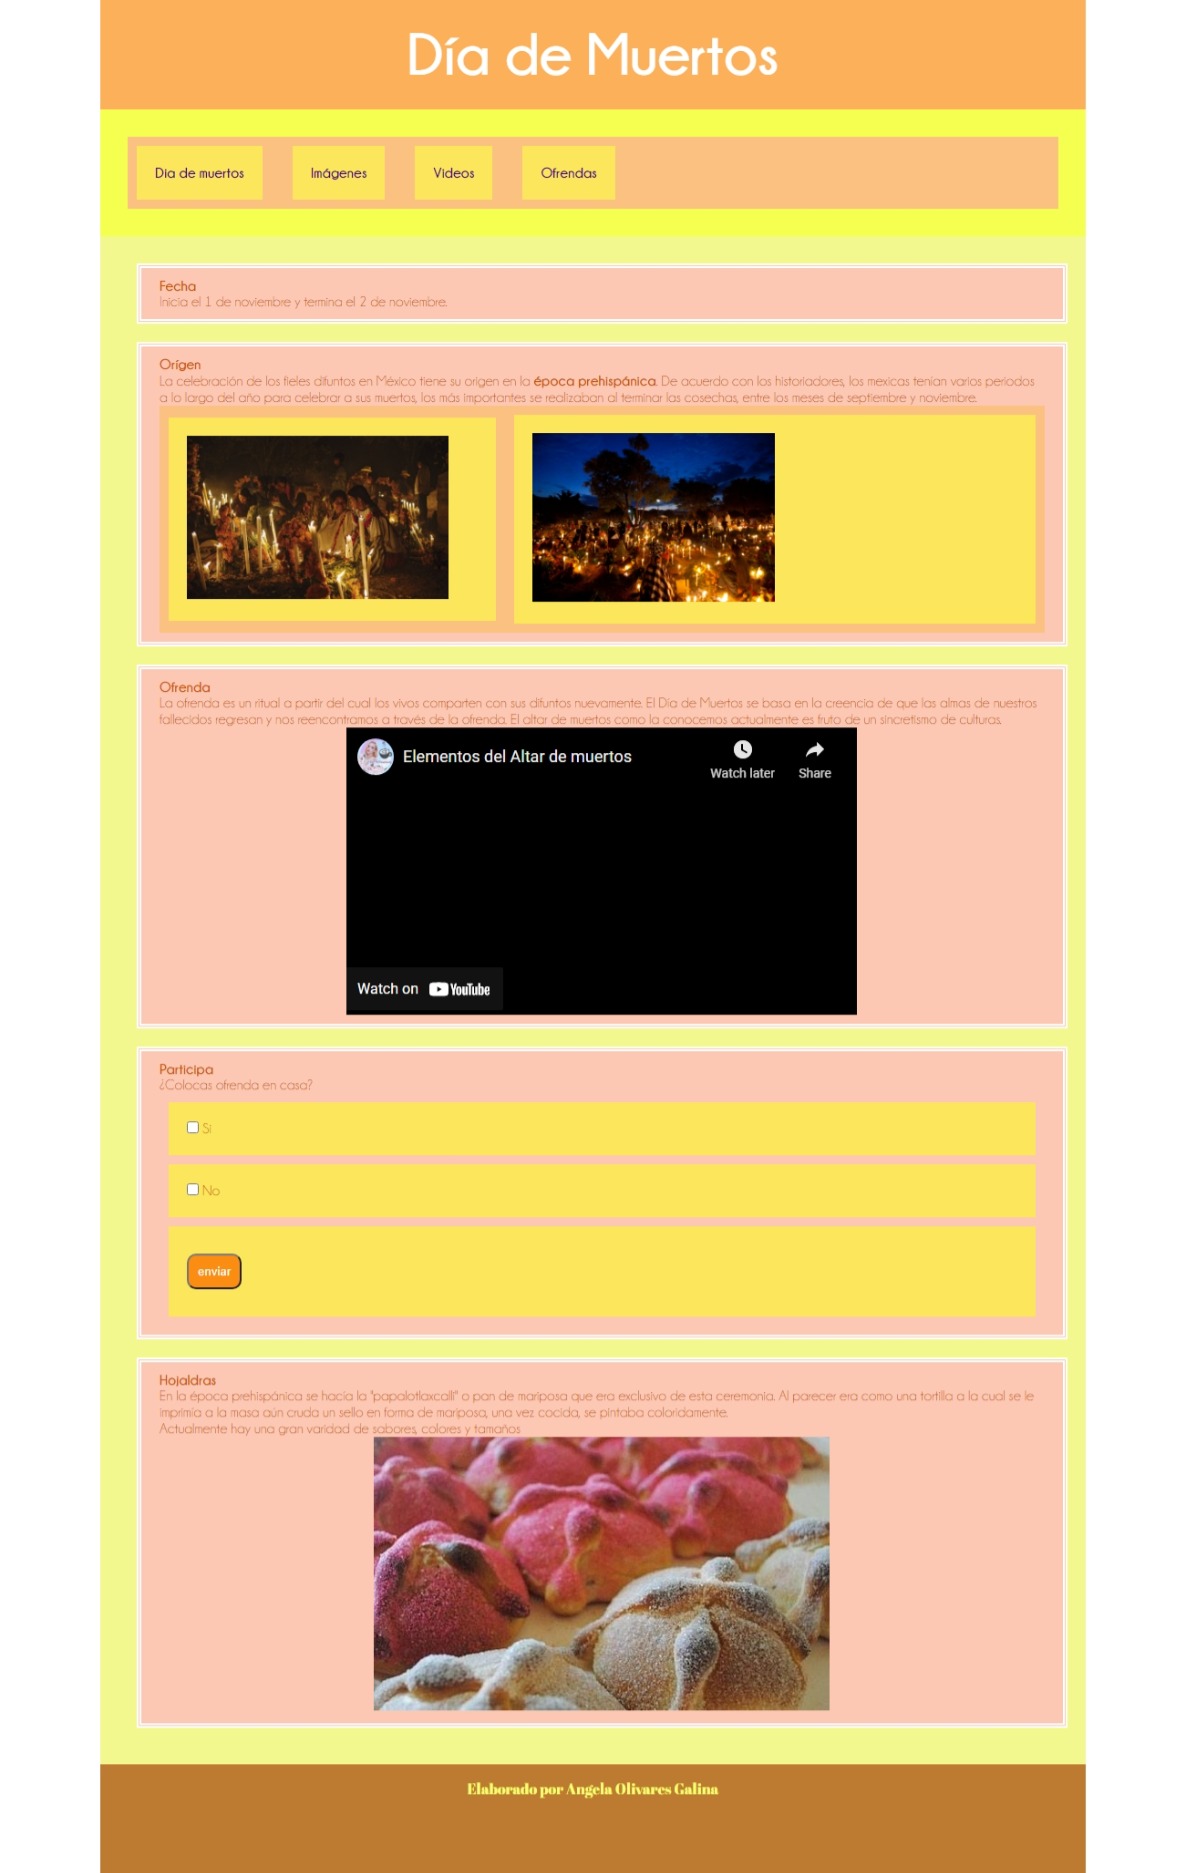 Día de Muertos
Dia de muertos
Imágenes
Videos
Ofrendas
Fecha
Inicia el 1 de noviembre y termina el 2 de noviembre.
Orígen
La celebración de los fieles difuntos en México tiene su origen en la época prehispánica. De acuerdo con los historiadores, los mexicas tenían varios periodos
a lo largo del año para celebrar a sus muertos, los más importantes se realizaban al terminar las cosechas, entre los meses de septiembre y noviembre.
Ofrenda
La ofrenda es un ritual a partir del cual los vivos comparten con sus difuntos nuevamente. El Día de Muertos se basa en la creencia de que las almas de nuestros
fallecidos regresan y nos reencontramos a través de la ofrenda. El altar de muertos como la conocemos actualmente es fruto de un sincretismo de culturas.
Elementos del Altar de muertos
Watch later
Share
Watch on YouTube
Participa
¿Colocas ofrenda en casa?
Si
No
enviar
Hojaldras
En la época prehispánica se hacía la "papalotlaxcalli" o pan de mariposa que era exclusivo de esta ceremonia. Al parecer era como una tortilla a la cual se le
imprimía a la masa aún cruda un sello en forma de mariposa, una vez cocida, se pintaba coloridamente.
Actualmente hay una gran varidad de sabores, colores y tamaños
Elaborado por Angela Olivares Galina